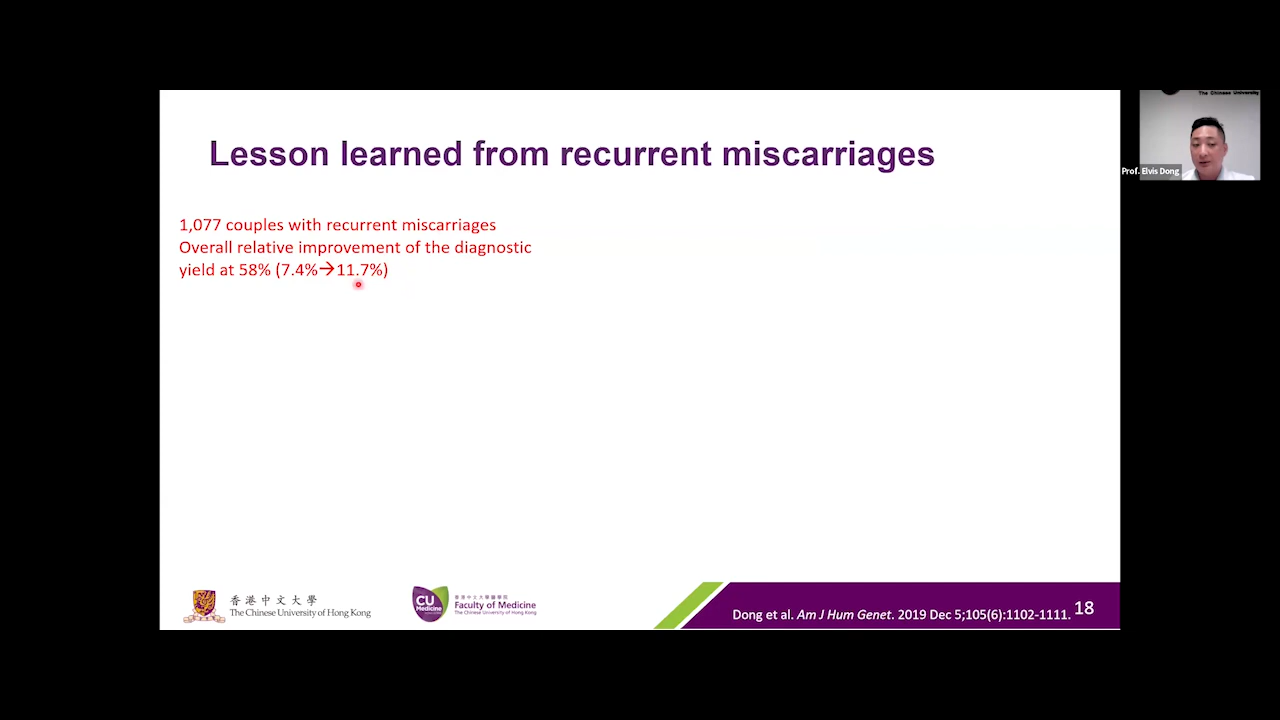 Lesson learned from recurrent miscarriages
1,077 couples with recurrent miscarriages
Overall relative improvement of the diagnostic
yield at 58% (7.4%→11.7%)
The Chinese University
Prof. Elvis Dong
香港中文大學
The Chinese University of Hong Kong
CU
Medicine
香港中文大學醫學院
Faculty of Medicine
The Chinese University of Hong Kong
Dong et al. Am J Hum Genet. 2019 Dec 5;105(6):1102-1111.
18